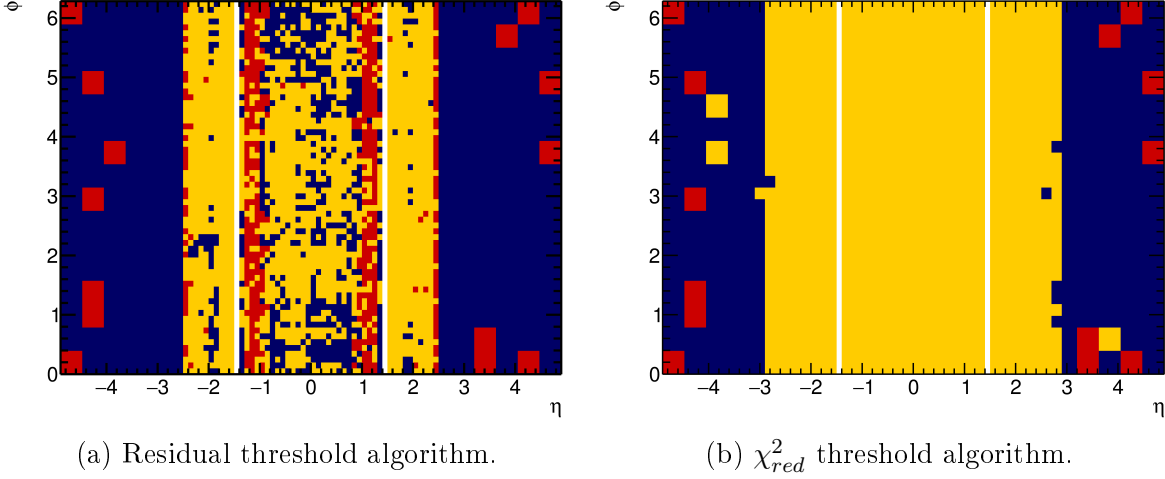 ϕ 6 5 4 3 2 1 0
−4 −3 −2 −1 0 1 2 3 4
η
ϕ 6 5 4 3 2 1 0
−4 −3 −2 −1 0 1 2 3 4
η
(a) Residual threshold algorithm.
(b) χ²_red threshold algorithm.